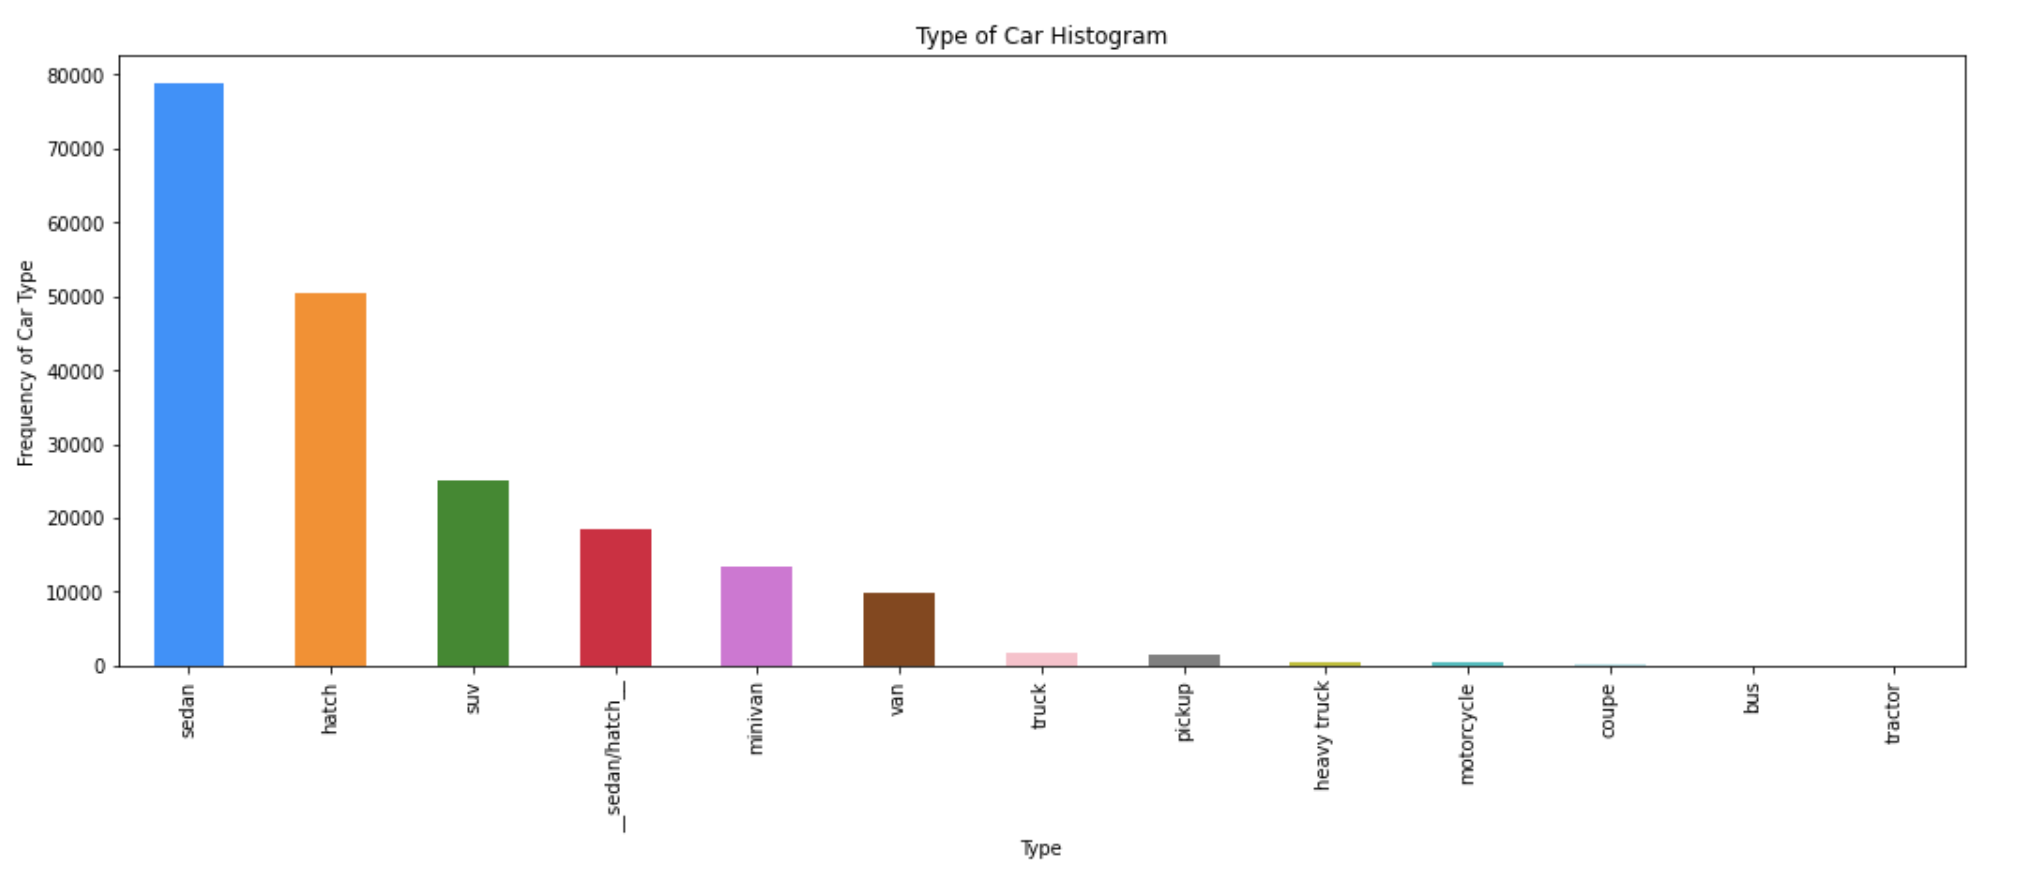 Type of Car Histogram
Frequency of Car Type
80000
70000
60000
50000
40000
30000
20000
10000
0
sedan
hatch
suv
__sedan/hatch__
minivan
van
truck
pickup
heavy truck
motorcycle
coupe
bus
tractor
Type